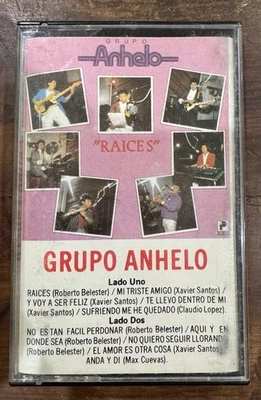 GRUPO
Anhelo
"RAICES"
GRUPO ANHELO
Lado Uno
RAICES (Roberto Belester) / MI TRISTE AMIGO (Xavier Santos) /
Y VOY A SER FELIZ (Xavier Santos) / TE LLEVO DENTRO DE MI
(Xavier Santos) / SUFRIENDO ME HE QUEDADO (Claudio Lopez).
Lado Dos
NO ES TAN FACIL PERDONAR (Roberto Belester) / AQUI Y EN
DONDE SEA (Roberto Belester) / NO QUIERO SEGUIR LLORANDO
(Roberto Belester) / EL AMOR ES OTRA COSA (Xavier Santos)
ANDA Y DI (Max Cuevas).